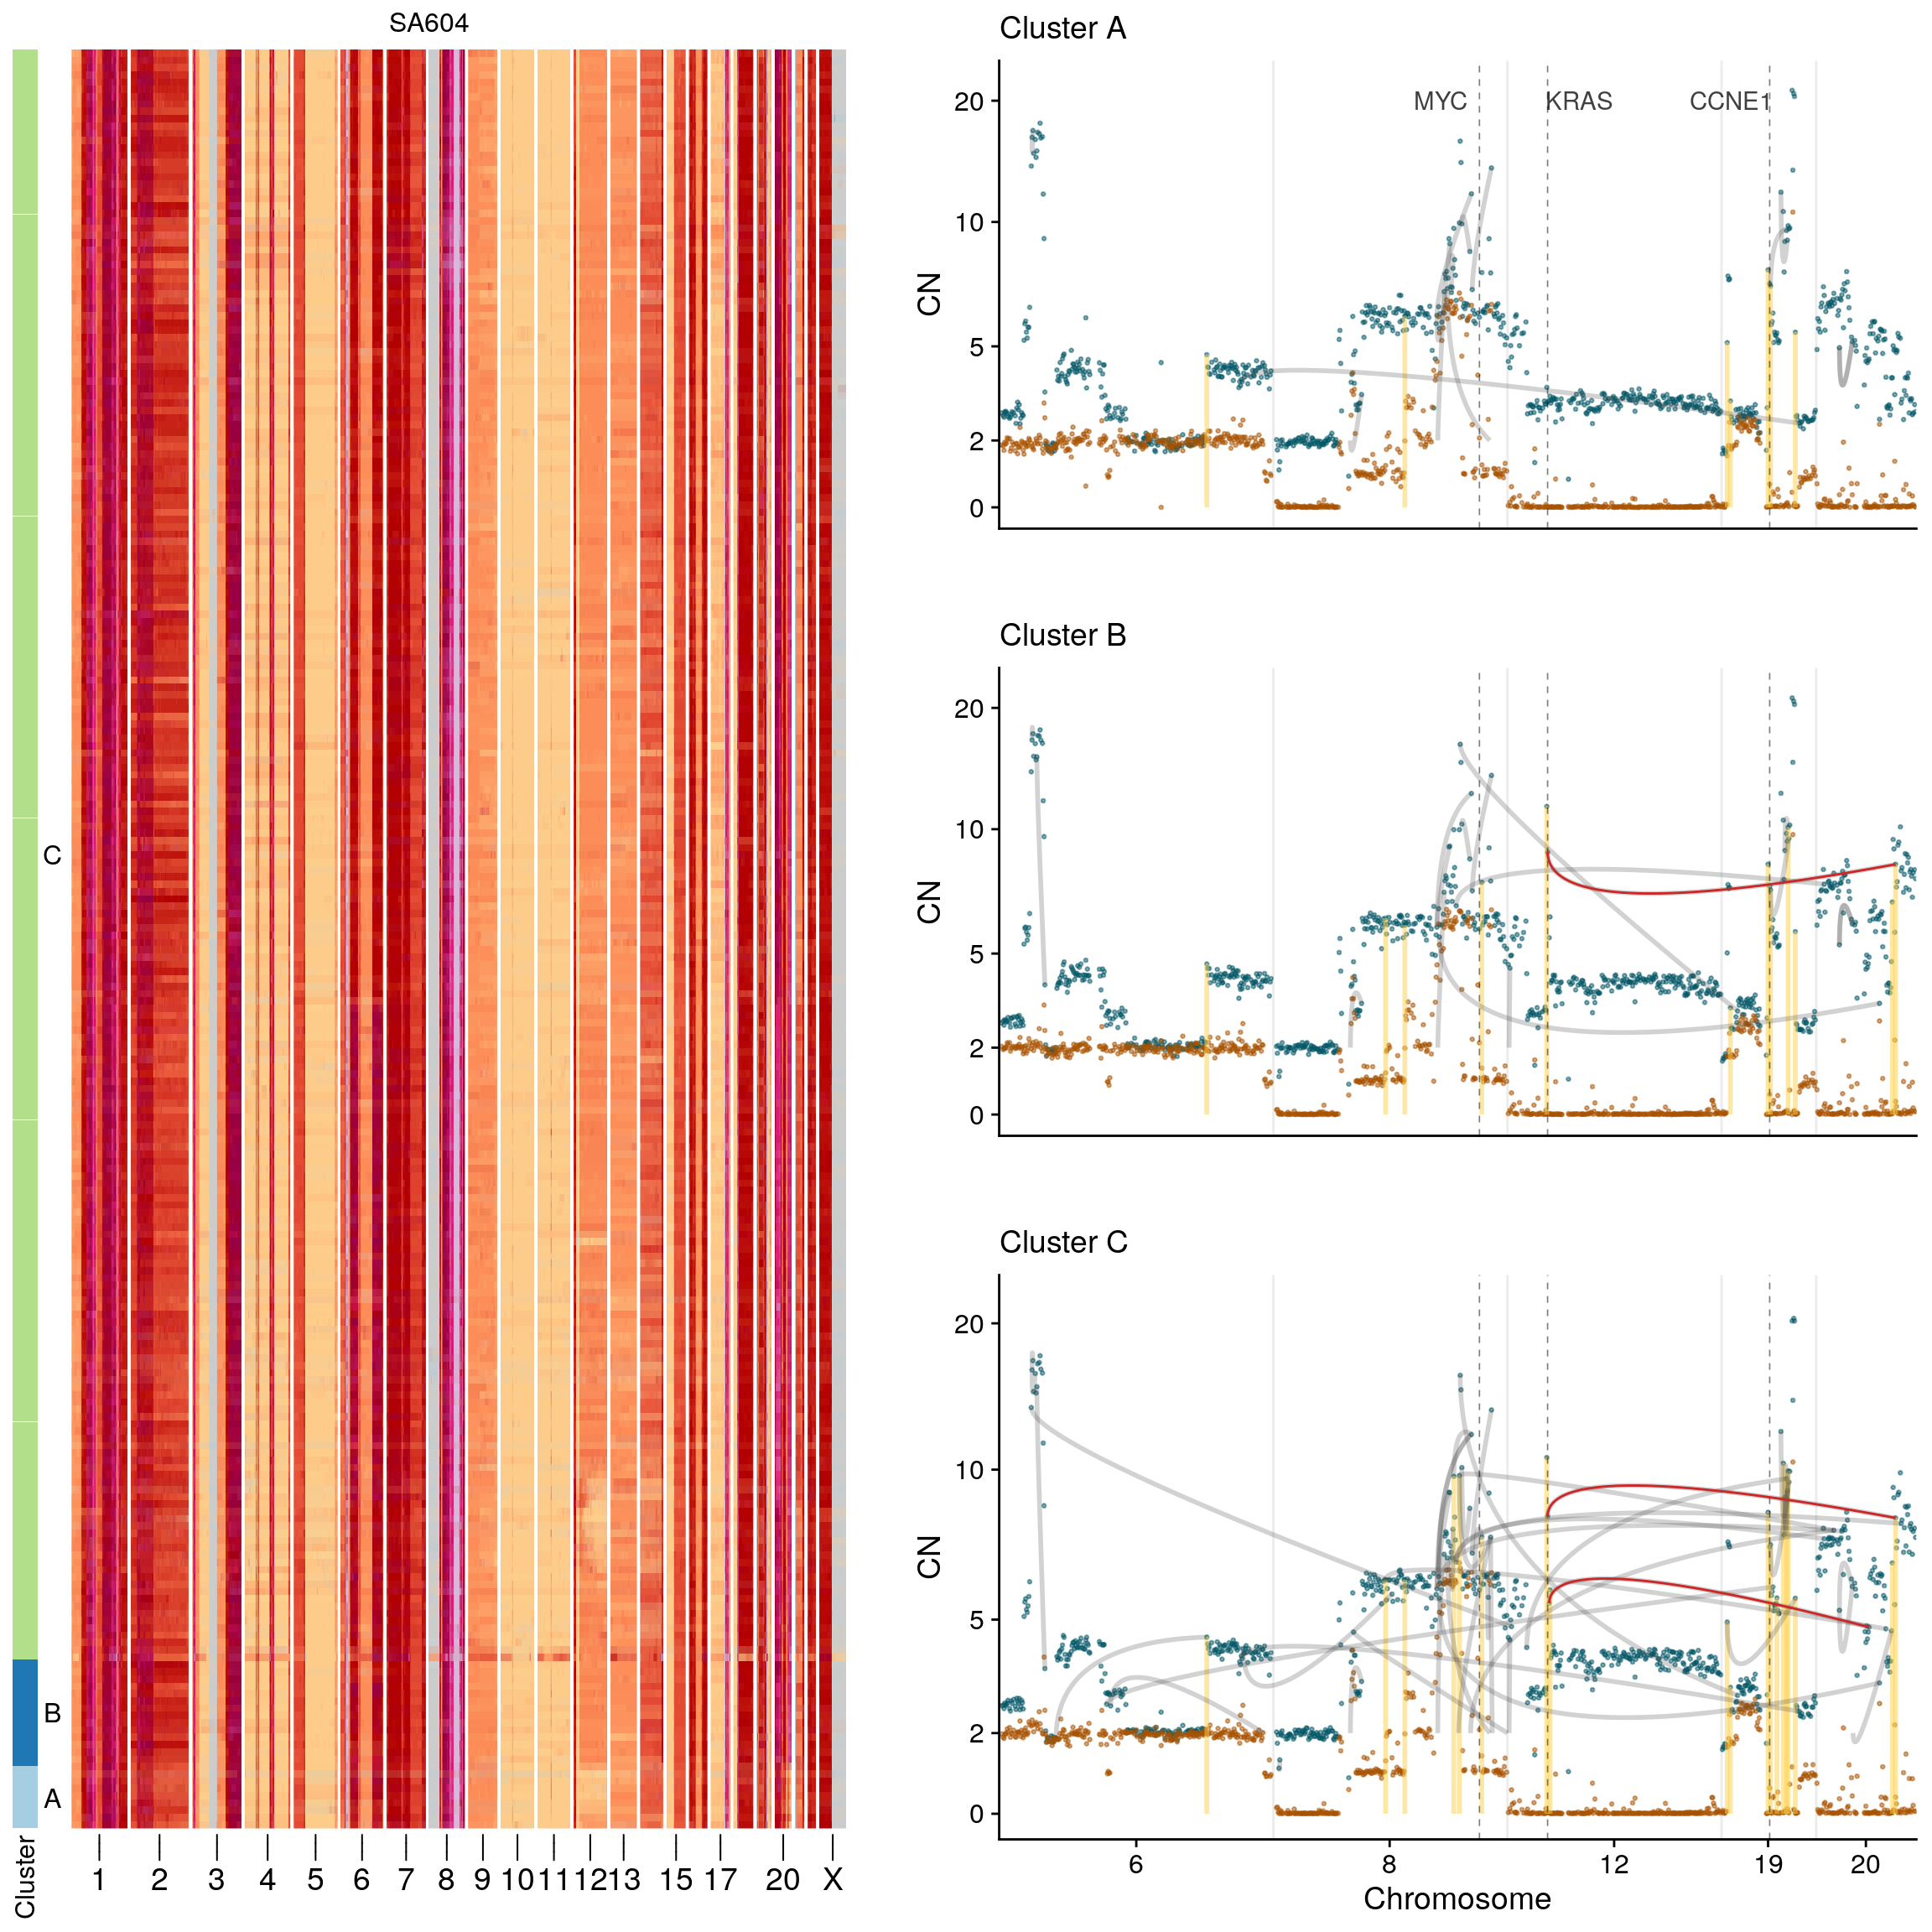 SA604
C
B
A
Cluster
1 2 3 4 5 6 7 8 9 10 11 12 13 15 17 20 X
Cluster A
MYC KRAS CCNE1
CN
20
10
5
2
0
Cluster B
CN
20
10
5
2
0
Cluster C
CN
20
10
5
2
0
6 8 12 19 20
Chromosome